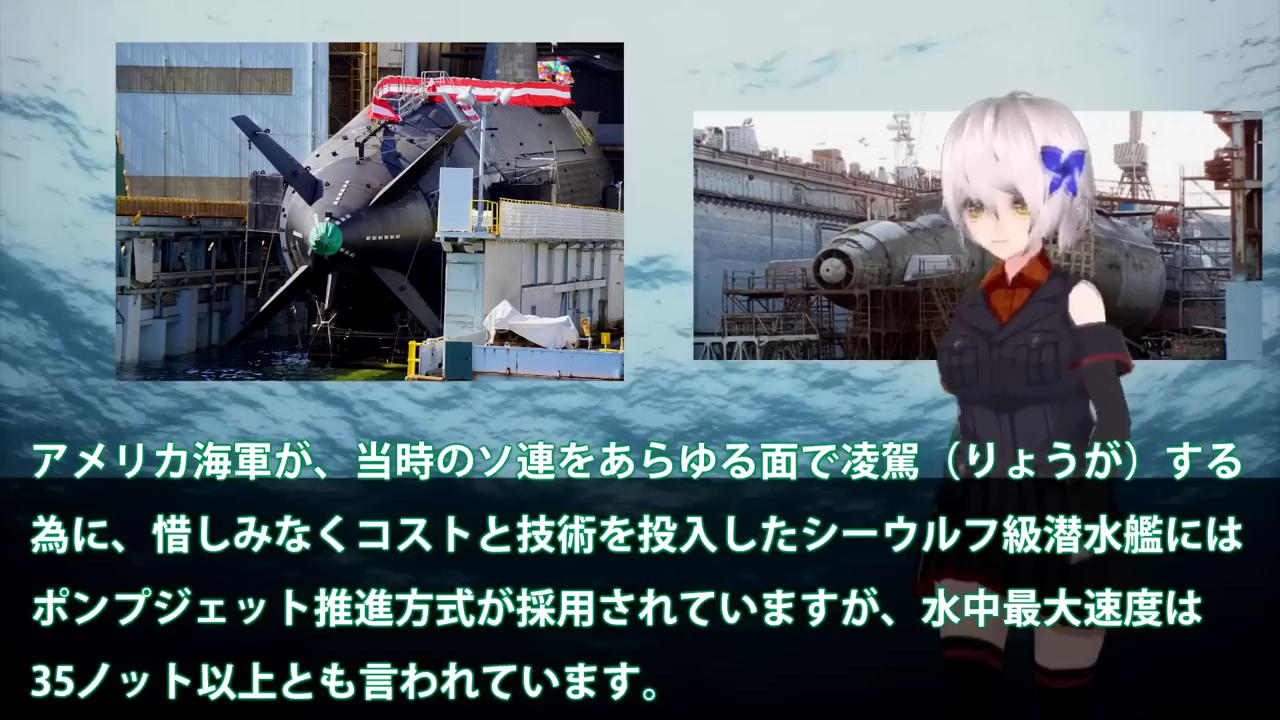 アメリカ海軍が、当時のソ連をあらゆる面で凌駕（りょうが）する
為に、惜しみなくコストと技術を投入したシーウルフ級潜水艦には
ポンプジェット推進方式が採用されていますが、水中最大速度は
35ノット以上とも言われています。